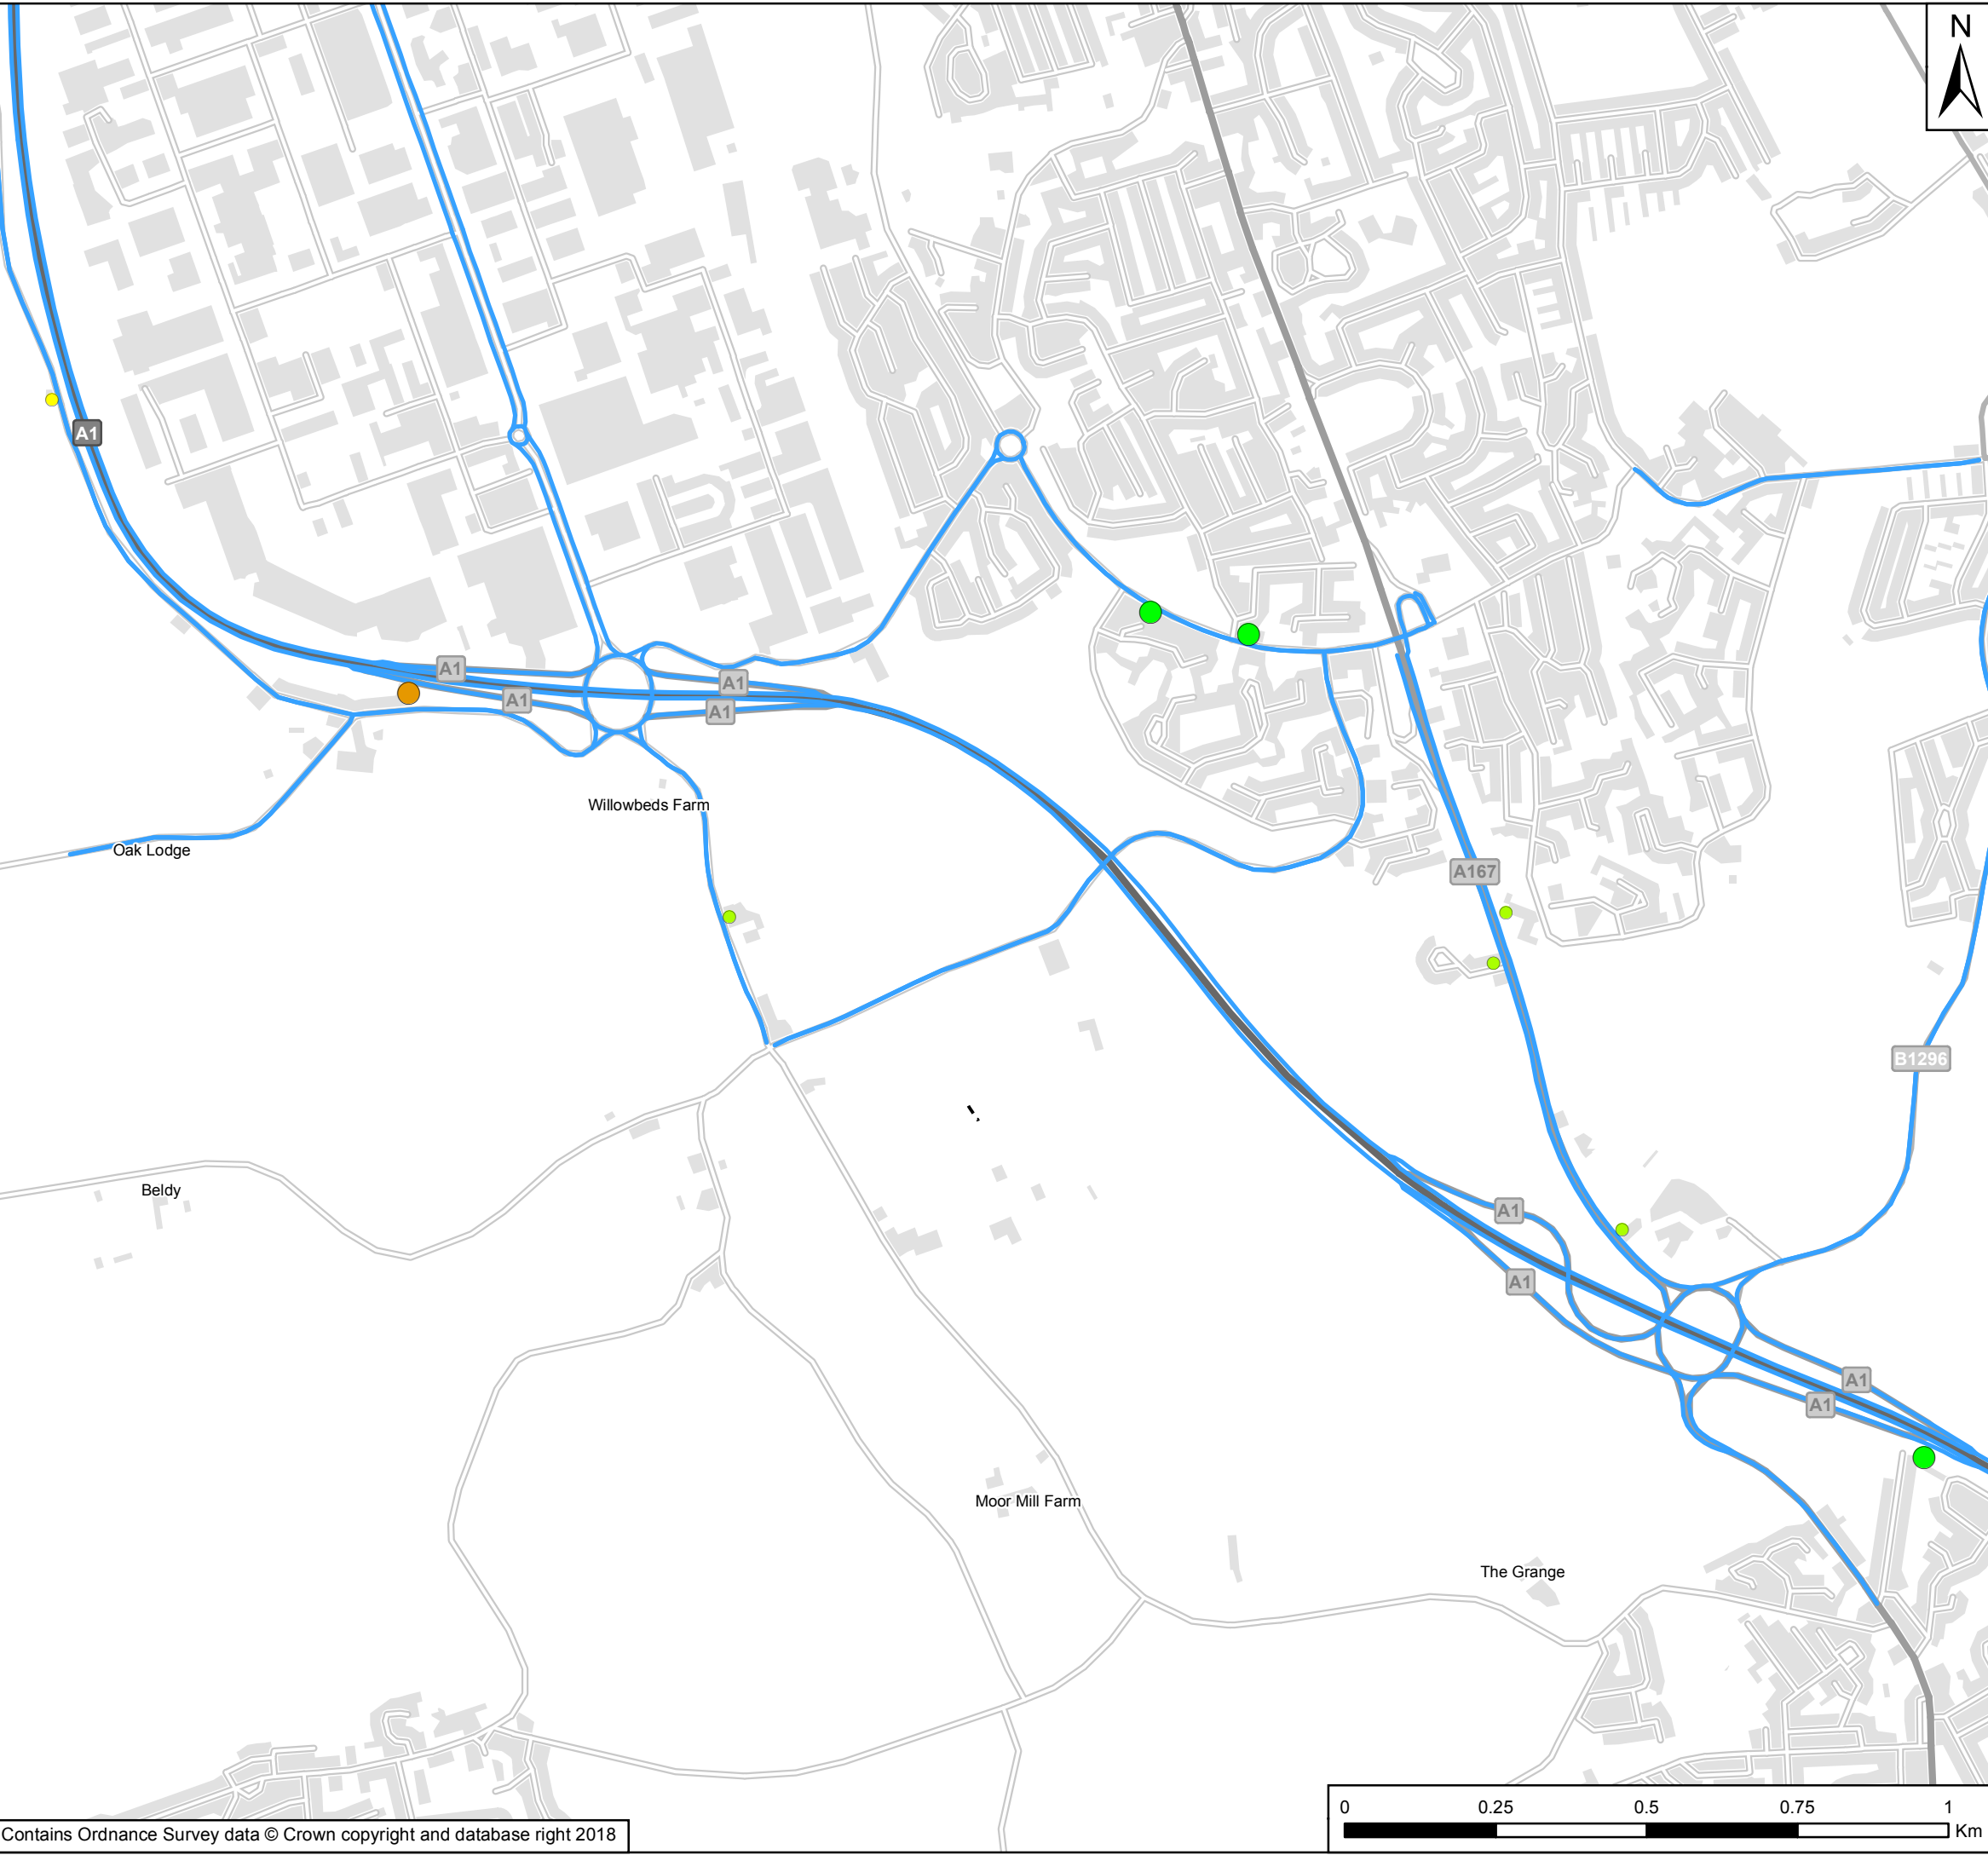 N
A1
A1
A1
A1
A1
Willowbeds Farm
Oak Lodge
A167
B1296
Beldy
A1
A1
A1
A1
Moor Mill Farm
The Grange
0 0.25 0.5 0.75 1
Km
Contains Ordnance Survey data © Crown copyright and database right 2018